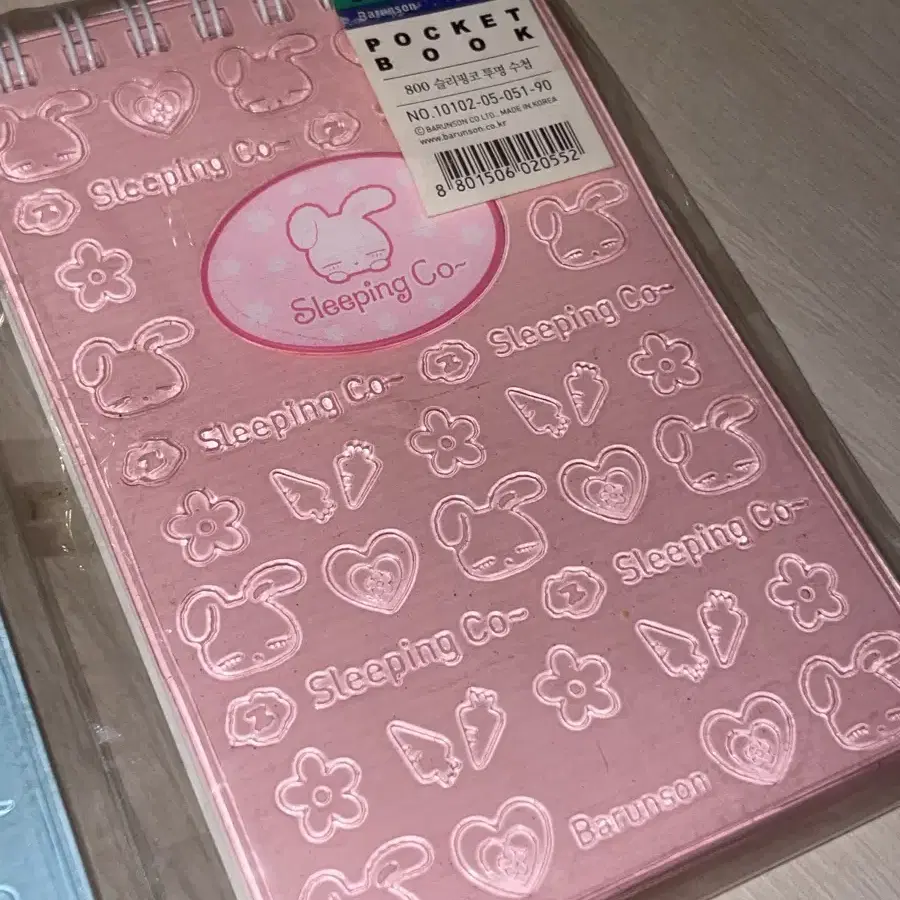 Barunson
POCKET
BOOK
800 슬리핑코 투명 수첩
NO.10102-05-051-90
ⓒ BARUNSON CO.LTD., MADE IN KOREA
www.barunson.co.kr
8 801506 020552
Sleeping Co~
Sleeping Co~
Sleeping Co~
Sleeping Co~
Sleeping Co~
Sleeping Co~
Barunson